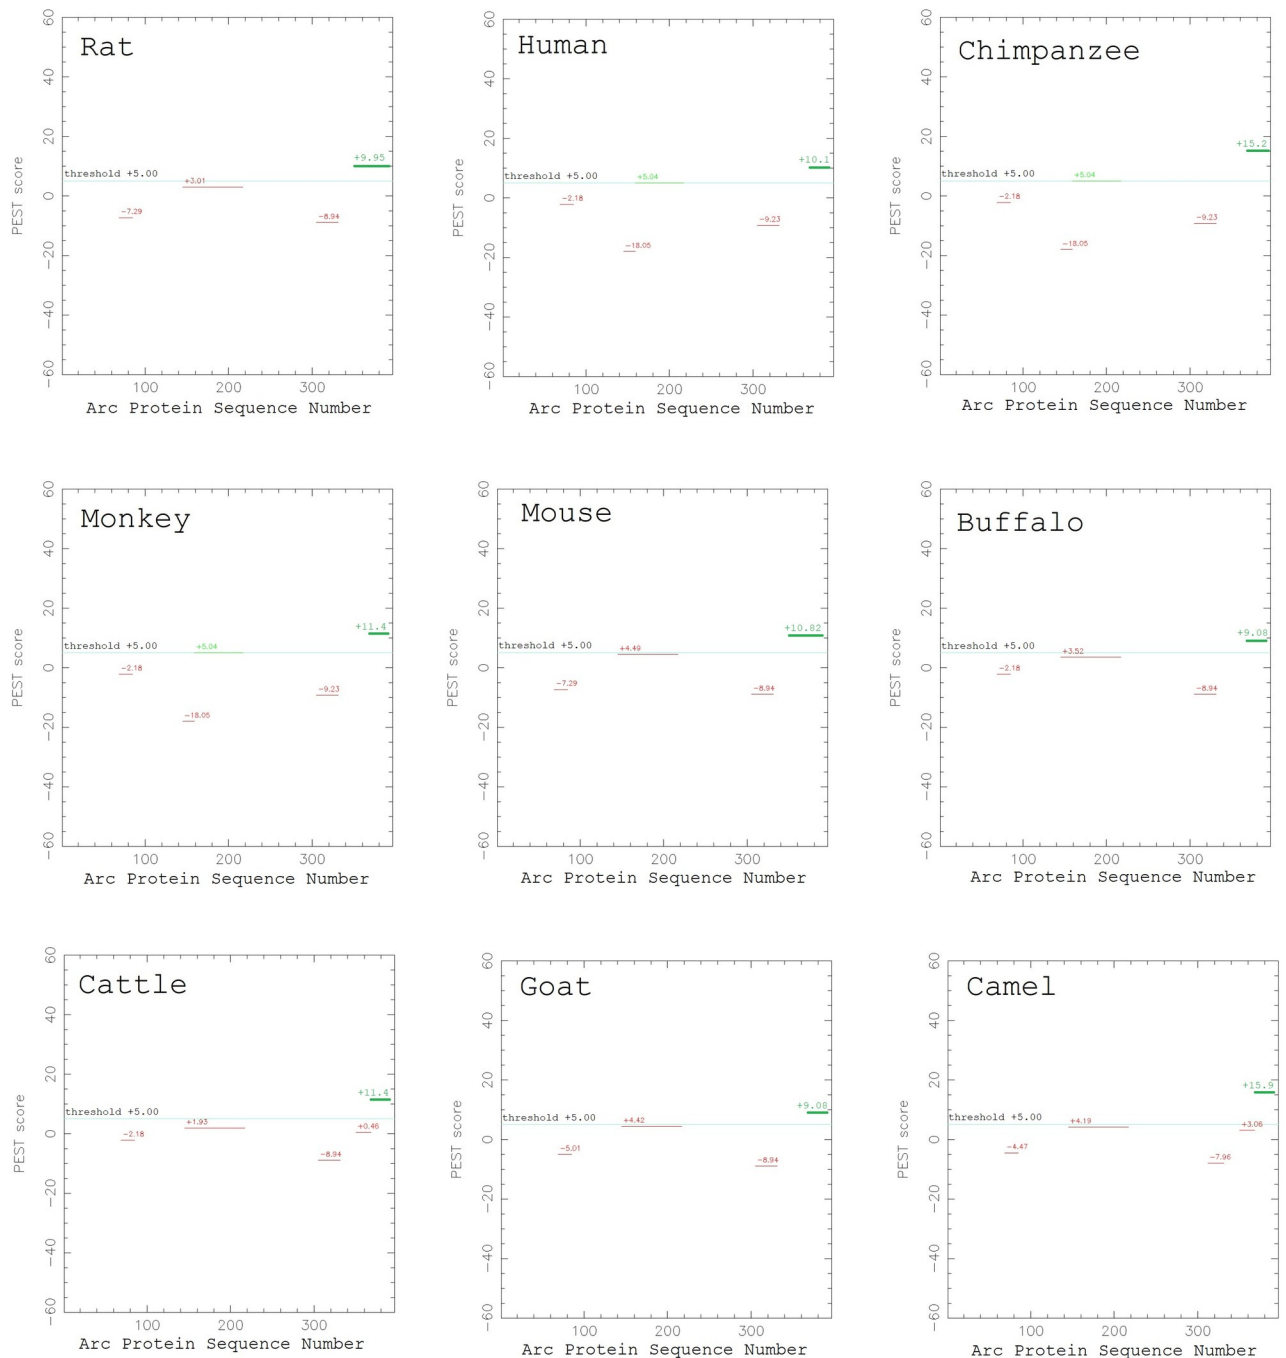 Rat
60
40
20
0
−20
−40
−60
PEST score
threshold +5.00
+9.95
+3.01
−7.29
−8.94
100 200 300
Arc Protein Sequence Number
Human
60
40
20
0
−20
−40
−60
PEST score
threshold +5.00
+10.1
+5.04
−2.18
−9.23
−18.05
100 200 300
Arc Protein Sequence Number
Chimpanzee
60
40
20
0
−20
−40
−60
PEST score
threshold +5.00
+15.2
+5.04
−2.18
−9.23
−18.05
100 200 300
Arc Protein Sequence Number
Monkey
60
40
20
0
−20
−40
−60
PEST score
threshold +5.00
+11.4
+5.04
−2.18
−9.23
−18.05
100 200 300
Arc Protein Sequence Number
Mouse
60
40
20
0
−20
−40
−60
PEST score
threshold +5.00
+10.82
+4.49
−7.29
−8.94
100 200 300
Arc Protein Sequence Number
Buffalo
60
40
20
0
−20
−40
−60
PEST score
threshold +5.00
+9.08
+3.52
−2.18
−8.94
100 200 300
Arc Protein Sequence Number
Cattle
60
40
20
0
−20
−40
−60
PEST score
threshold +5.00
+11.4
+1.93
+0.46
−2.18
−8.94
100 200 300
Arc Protein Sequence Number
Goat
60
40
20
0
−20
−40
−60
PEST score
threshold +5.00
+9.08
+4.42
−5.01
−8.94
100 200 300
Arc Protein Sequence Number
Camel
60
40
20
0
−20
−40
−60
PEST score
threshold +5.00
+15.9
+4.19
+3.06
−4.47
−7.96
100 200 300
Arc Protein Sequence Number